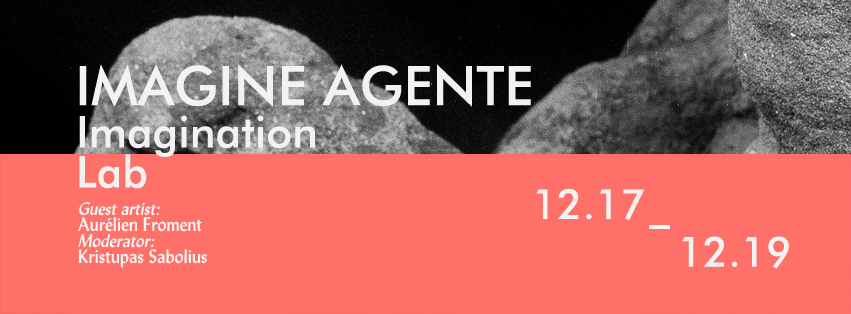 IMAGINE AGENTE
Imagination
Lab
Guest artist:
Aurélien Froment
Moderator:
Kristupas Sabolius
12.17_
12.19